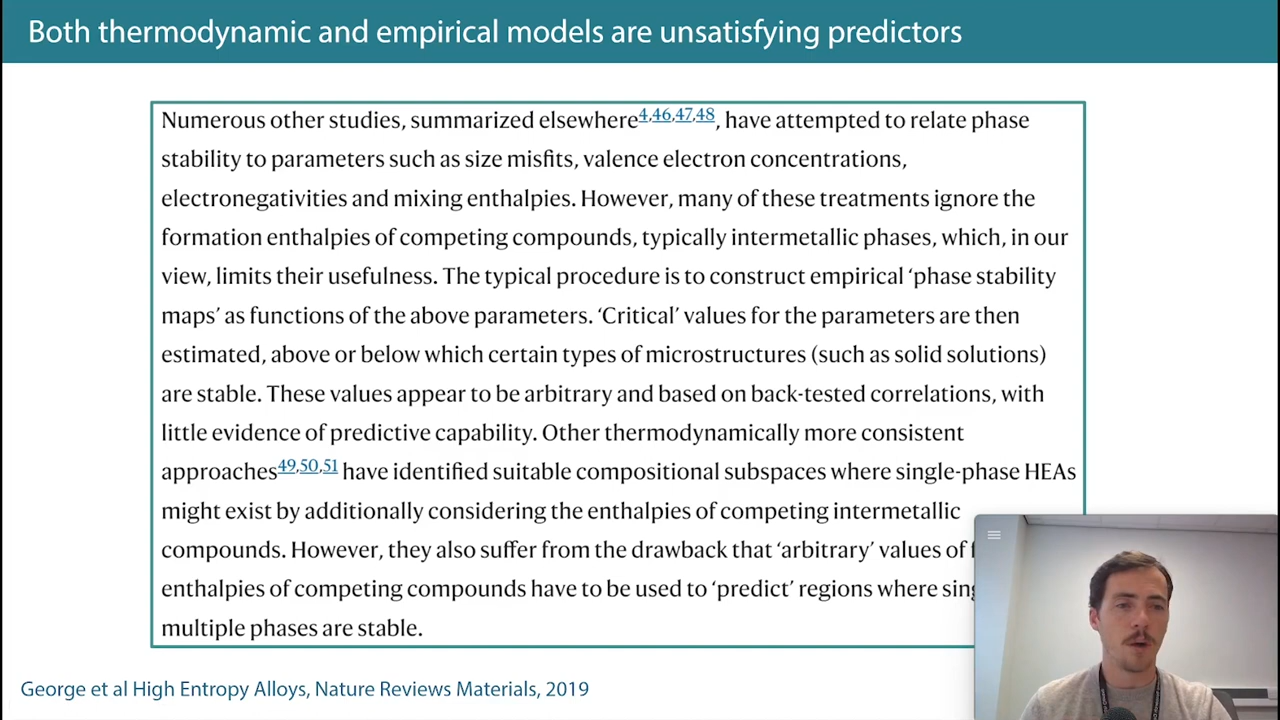 Both thermodynamic and empirical models are unsatisfying predictors
Numerous other studies, summarized elsewhere4,46,47,48, have attempted to relate phase
stability to parameters such as size misfits, valence electron concentrations,
electronegativities and mixing enthalpies. However, many of these treatments ignore the
formation enthalpies of competing compounds, typically intermetallic phases, which, in our
view, limits their usefulness. The typical procedure is to construct empirical ‘phase stability
maps’ as functions of the above parameters. ‘Critical’ values for the parameters are then
estimated, above or below which certain types of microstructures (such as solid solutions)
are stable. These values appear to be arbitrary and based on back-tested correlations, with
little evidence of predictive capability. Other thermodynamically more consistent
approaches49,50,51 have identified suitable compositional subspaces where single-phase HEAs
might exist by additionally considering the enthalpies of competing intermetallic
compounds. However, they also suffer from the drawback that ‘arbitrary’ values of
enthalpies of competing compounds have to be used to ‘predict’ regions where
multiple phases are stable.
George et al High Entropy Alloys, Nature Reviews Materials, 2019